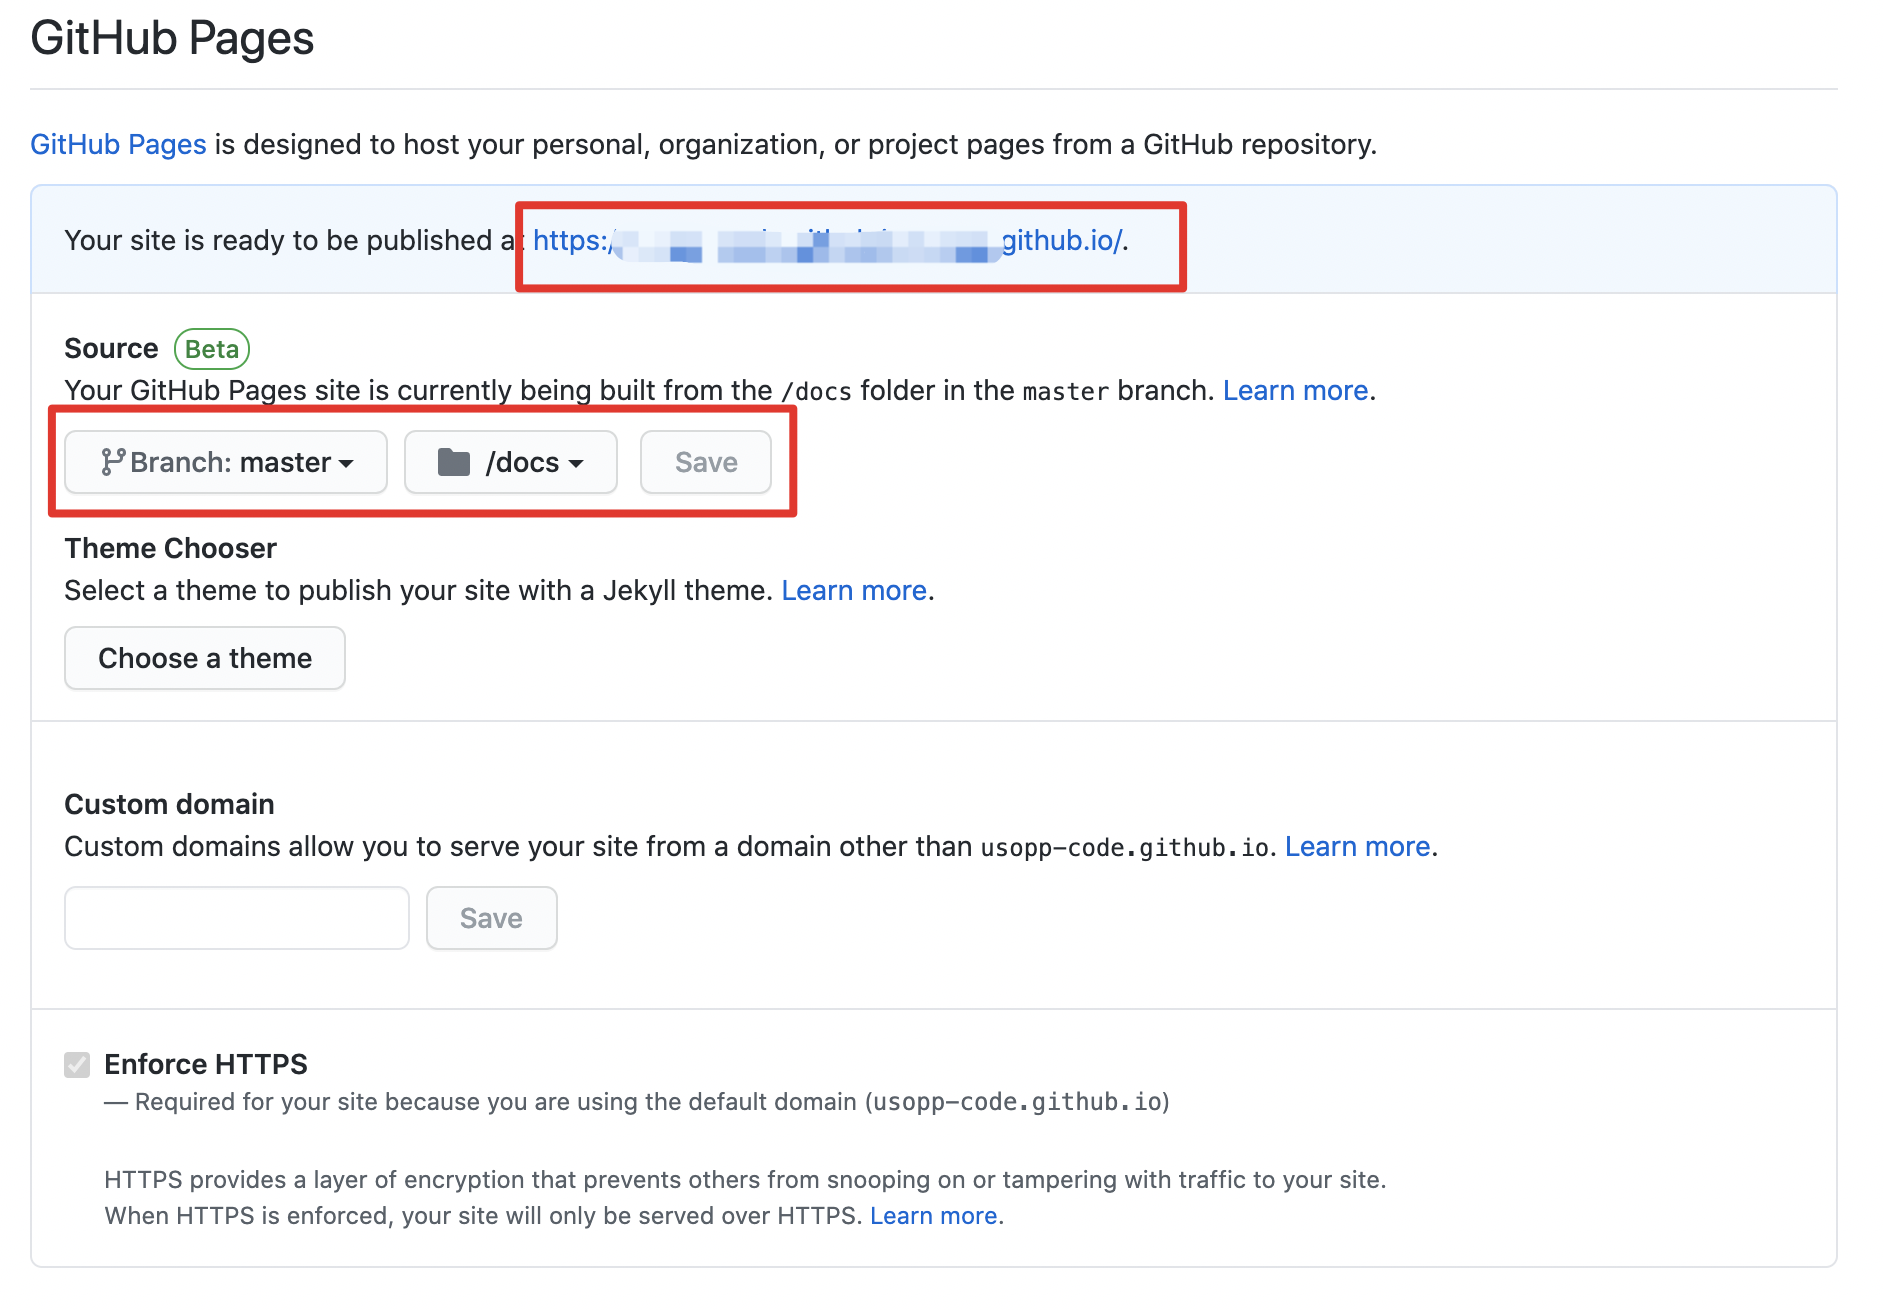 GitHub Pages
GitHub Pages is designed to host your personal, organization, or project pages from a GitHub repository.
Your site is ready to be published at https:/ github.io/.
Source Beta
Your GitHub Pages site is currently being built from the /docs folder in the master branch. Learn more.
Branch: master /docs Save
Theme Chooser
Select a theme to publish your site with a Jekyll theme. Learn more.
Choose a theme
Custom domain
Custom domains allow you to serve your site from a domain other than usopp-code.github.io. Learn more.
Save
Enforce HTTPS
— Required for your site because you are using the default domain (usopp-code.github.io)
HTTPS provides a layer of encryption that prevents others from snooping on or tampering with traffic to your site.
When HTTPS is enforced, your site will only be served over HTTPS. Learn more.